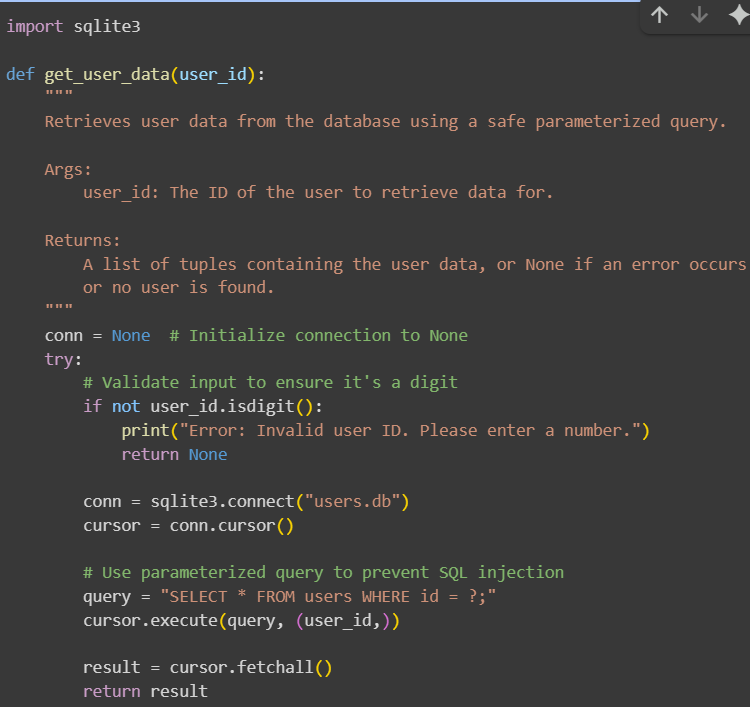 import sqlite3
def get_user_data(user_id):
"""
Retrieves user data from the database using a safe parameterized query.
Args:
user_id: The ID of the user to retrieve data for.
Returns:
A list of tuples containing the user data, or None if an error occurs
or no user is found.
"""
conn = None  # Initialize connection to None
try:
# Validate input to ensure it's a digit
if not user_id.isdigit():
print("Error: Invalid user ID. Please enter a number.")
return None
conn = sqlite3.connect("users.db")
cursor = conn.cursor()
# Use parameterized query to prevent SQL injection
query = "SELECT * FROM users WHERE id = ?;"
cursor.execute(query, (user_id,))
result = cursor.fetchall()
return result